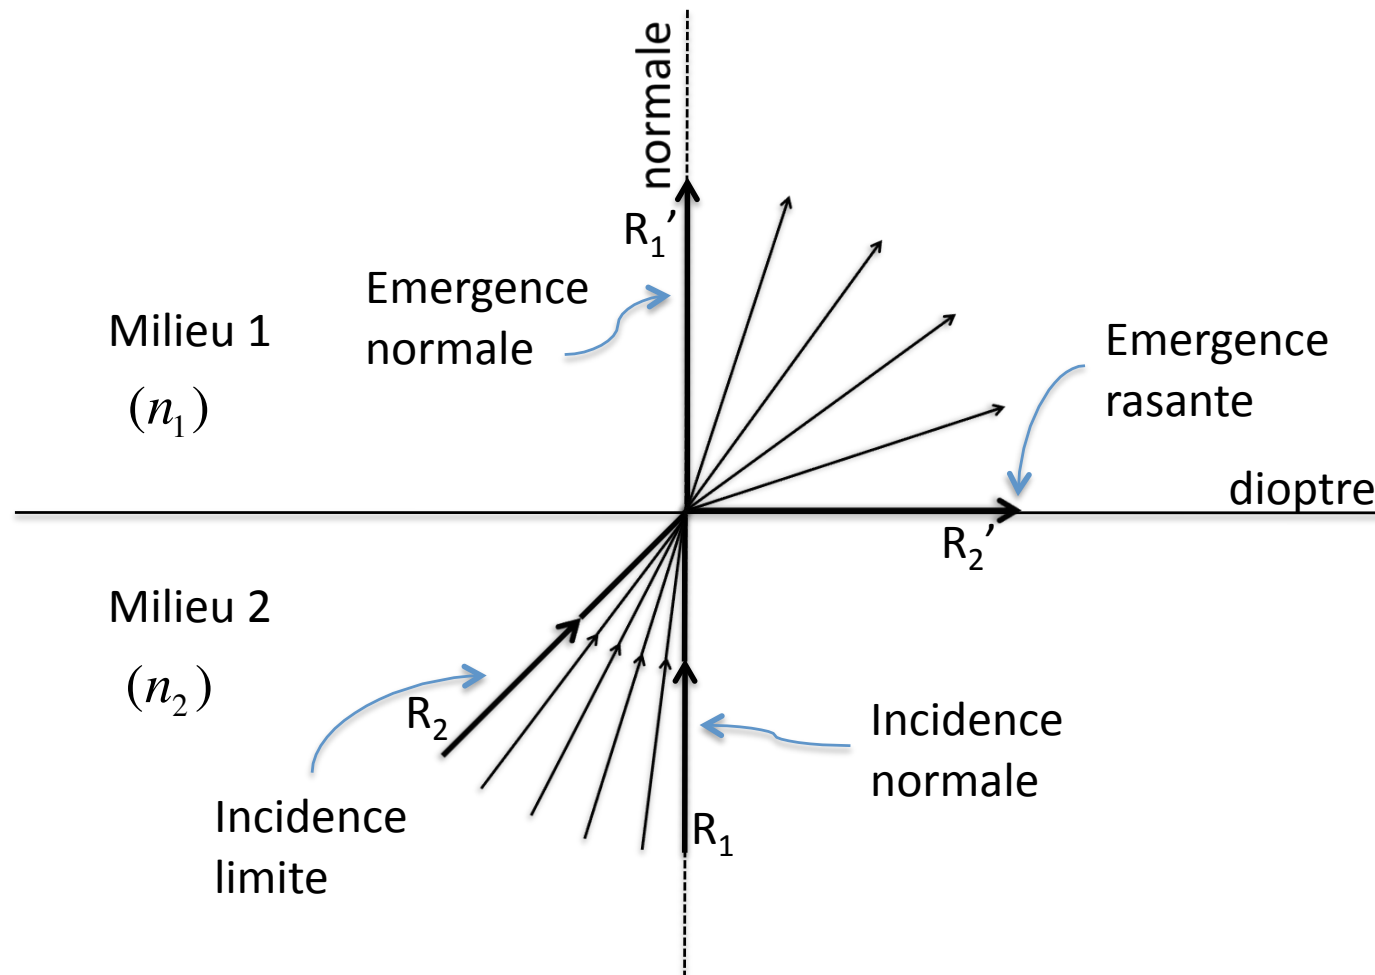 normale
R₁’
Emergence
normale
Milieu 1
(n₁)
Emergence
rasante
dioptre
R₂’
Milieu 2
(n₂)
R₂
Incidence
normale
Incidence
limite
R₁